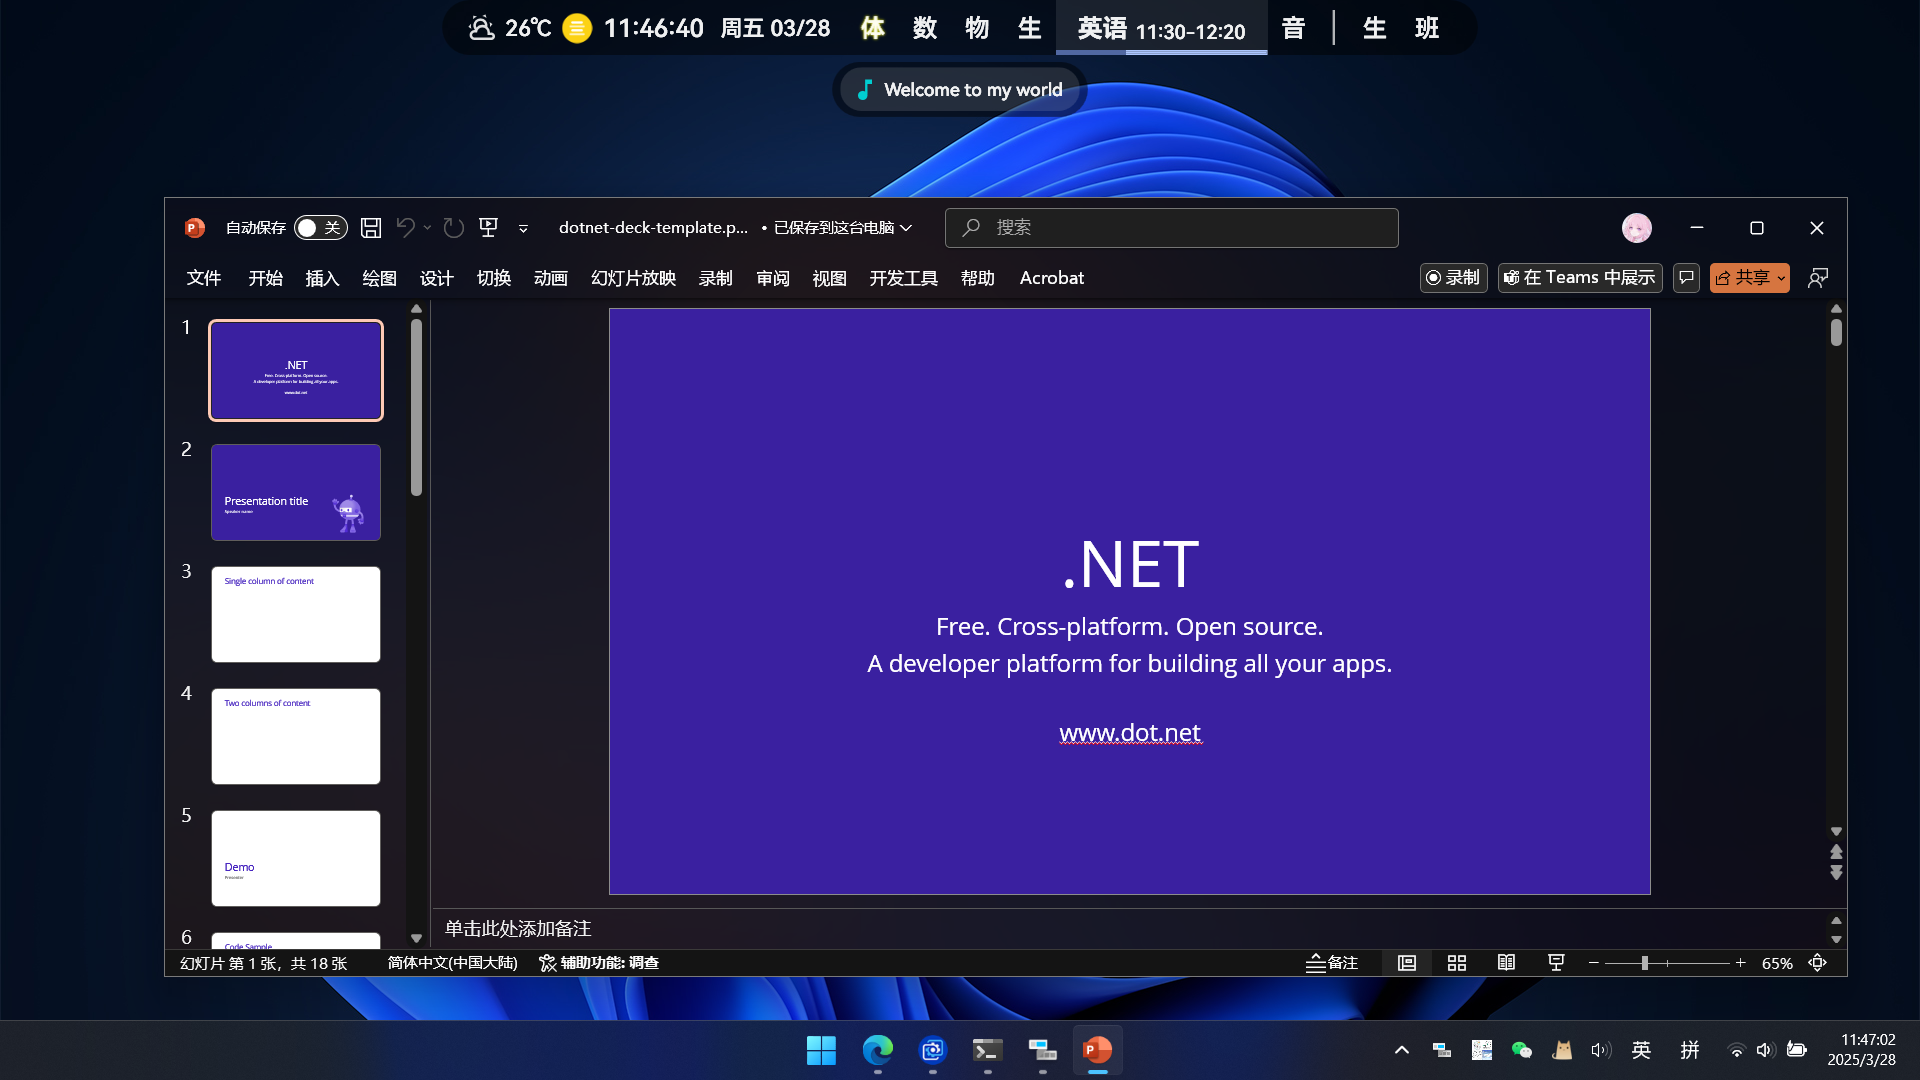 26℃ 11:46:40 周五 03/28 体 数 物 生 英语 11:30-12:20 音 生 班
Welcome to my world
自动保存 关 dotnet-deck-template.p... • 已保存到这台电脑 搜索
文件 开始 插入 绘图 设计 切换 动画 幻灯片放映 录制 审阅 视图 开发工具 帮助 Acrobat 录制 在 Teams 中展示 共享
1
.NET
Free. Cross-platform. Open source.
A developer platform for building all your apps.
www.dot.net
2
Presentation title
Speaker name
3
Single column of content
4
Two columns of content
5
Demo
Presenter
6
Code Sample
.NET
Free. Cross-platform. Open source.
A developer platform for building all your apps.
www.dot.net
单击此处添加备注
幻灯片 第 1 张，共 18 张 简体中文(中国大陆) 辅助功能: 调查 备注 65%
英 拼 11:47:02
2025/3/28